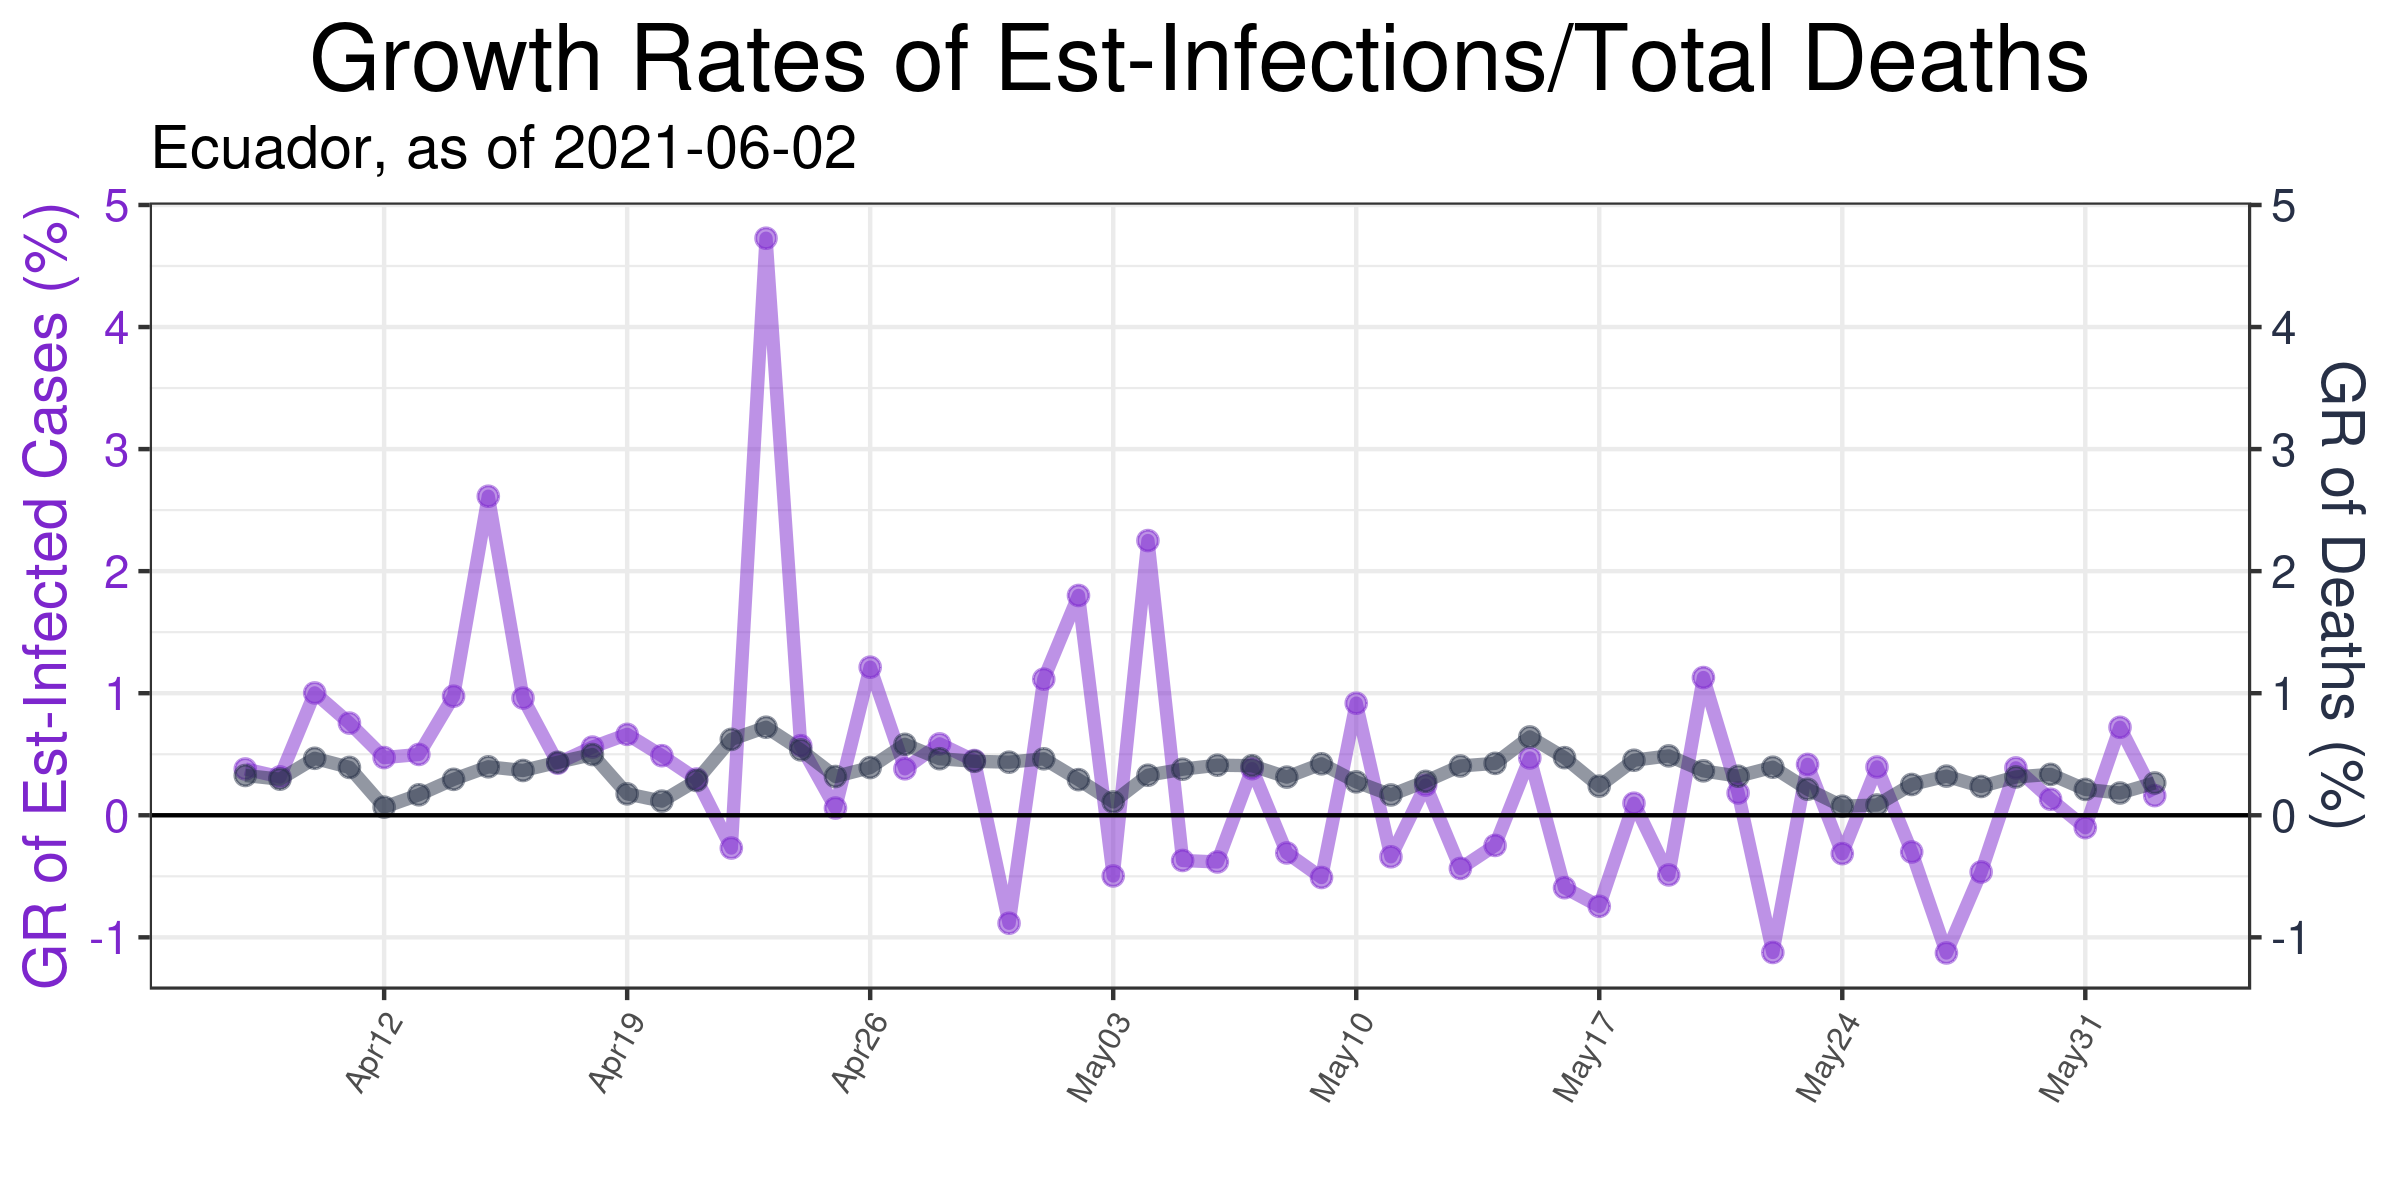 Growth Rates of Est-Infections/Total Deaths
Ecuador, as of 2021-06-02
GR of Est-Infected Cases (%)
5
4
3
2
1
0
-1
5
4
3
2
1
0
-1
GR of Deaths (%)
Apr12
Apr19
Apr26
May03
May10
May17
May24
May31